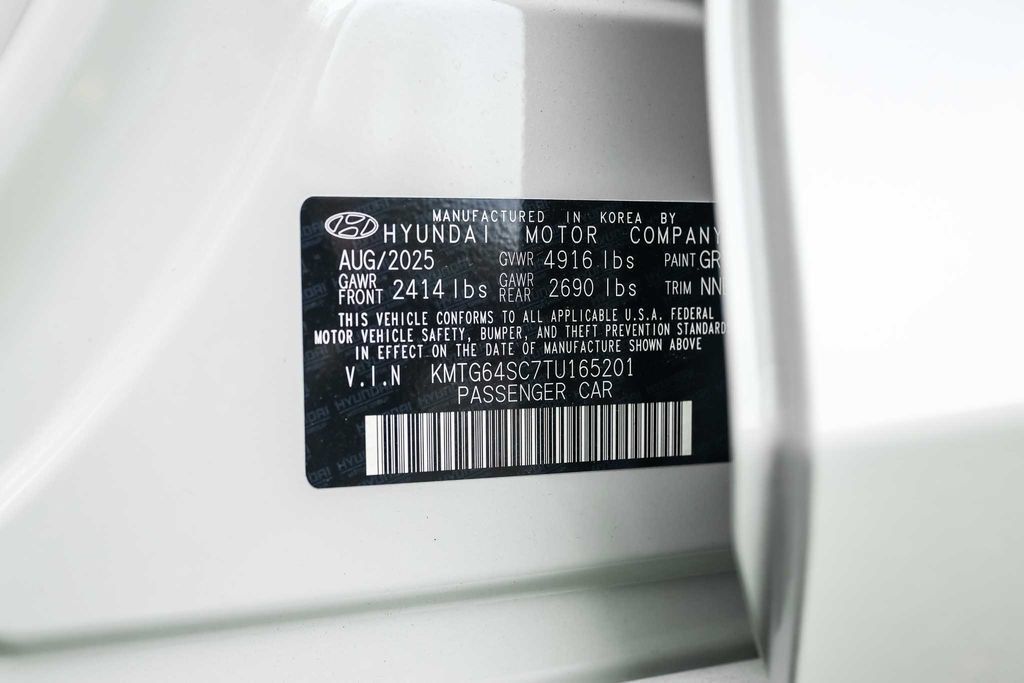 MANUFACTURED IN KOREA BY
HYUNDAI MOTOR COMPANY
AUG/2025 GVWR 4916 lbs PAINT GR
GAWR FRONT 2414 lbs GAWR REAR 2690 lbs TRIM NN
THIS VEHICLE CONFORMS TO ALL APPLICABLE U.S.A. FEDERAL
MOTOR VEHICLE SAFETY, BUMPER, AND THEFT PREVENTION STANDARD
IN EFFECT ON THE DATE OF MANUFACTURE SHOWN ABOVE
V.I.N KMTG64SC7TU165201
PASSENGER CAR